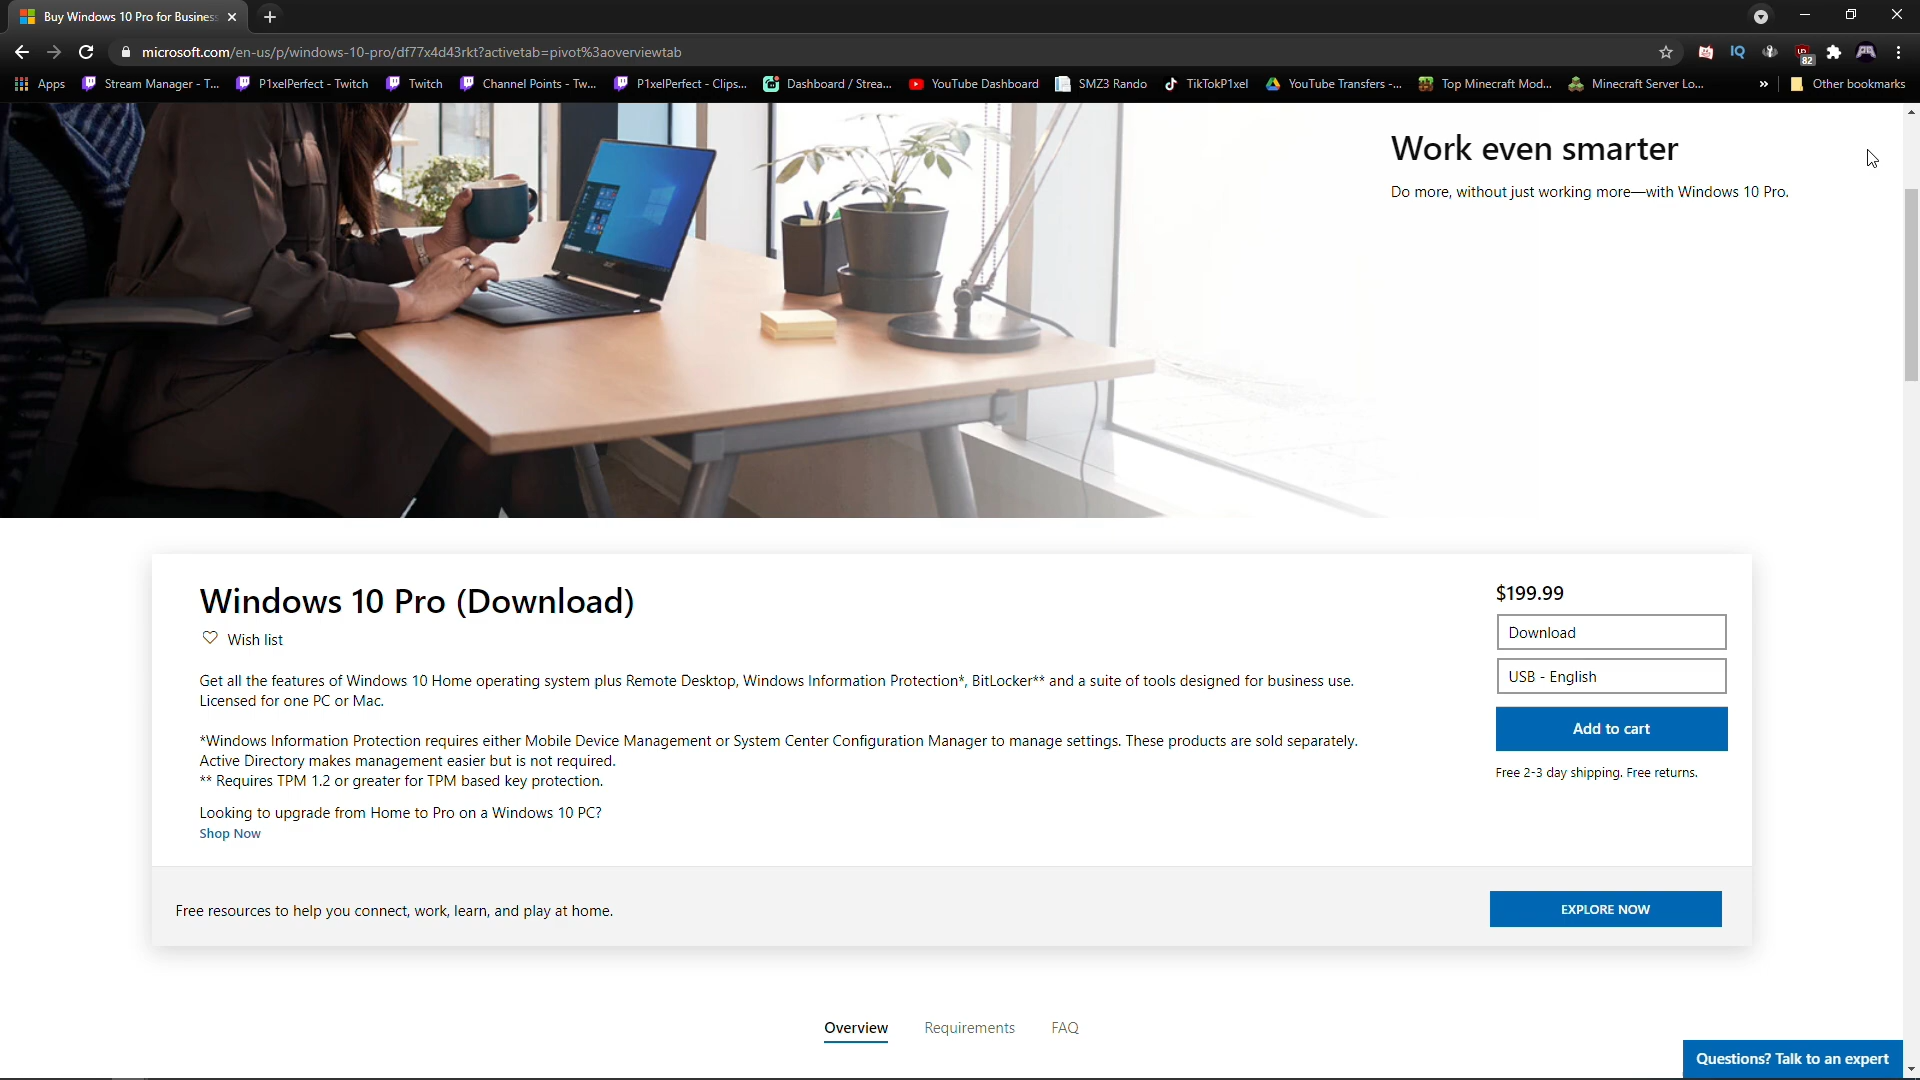 Buy Windows 10 Pro for Business
microsoft.com/en-us/p/windows-10-pro/df77x4d43rkt?activetab=pivot%3aoverviewtab
82
Apps
Stream Manager - T...
P1xelPerfect - Twitch
Twitch
Channel Points - Tw...
P1xelPerfect - Clips...
Dashboard / Strea...
YouTube Dashboard
SMZ3 Rando
TikTokP1xel
YouTube Transfers -...
Top Minecraft Mod...
Minecraft Server Lo...
»
Other bookmarks
Work even smarter
Do more, without just working more—with Windows 10 Pro.
Windows 10 Pro (Download)
Wish list
Get all the features of Windows 10 Home operating system plus Remote Desktop, Windows Information Protection*, BitLocker** and a suite of tools designed for business use.
Licensed for one PC or Mac.
*Windows Information Protection requires either Mobile Device Management or System Center Configuration Manager to manage settings. These products are sold separately.
Active Directory makes management easier but is not required.
** Requires TPM 1.2 or greater for TPM based key protection.
Looking to upgrade from Home to Pro on a Windows 10 PC?
Shop Now
$199.99
Download
USB - English
Add to cart
Free 2-3 day shipping. Free returns.
Free resources to help you connect, work, learn, and play at home.
EXPLORE NOW
Overview
Requirements
FAQ
Questions? Talk to an expert